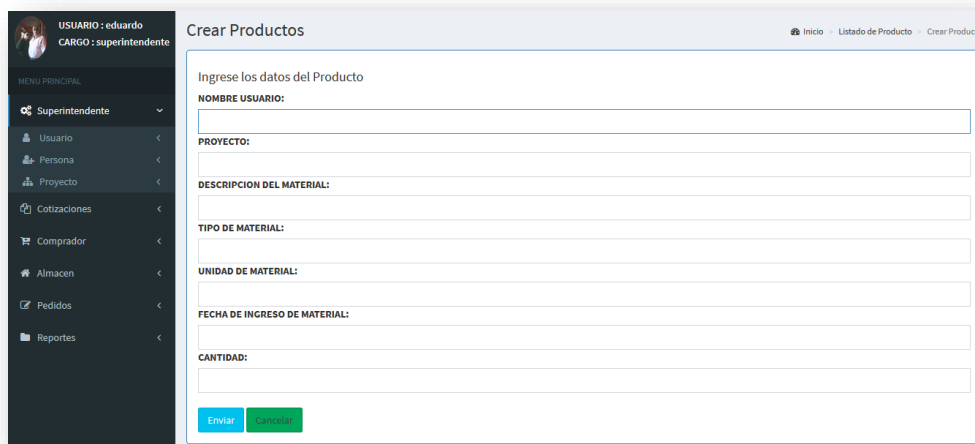 USUARIO : eduardo
CARGO : superintendente
MENU PRINCIPAL
Superintendente
Usuario
Persona
Proyecto
Cotizaciones
Comprador
Almacen
Pedidos
Reportes
Crear Productos
Inicio > Listado de Producto > Crear Produc
Ingrese los datos del Producto
NOMBRE USUARIO:
PROYECTO:
DESCRIPCION DEL MATERIAL:
TIPO DE MATERIAL:
UNIDAD DE MATERIAL:
FECHA DE INGRESO DE MATERIAL:
CANTIDAD:
Enviar Cancelar